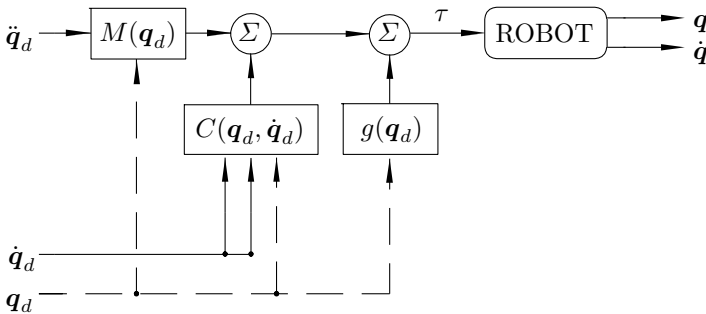 q̈_d M(q_d) Σ Σ τ ROBOT q
q̇
C(q_d, q̇_d) g(q_d)
q̇_d
q_d